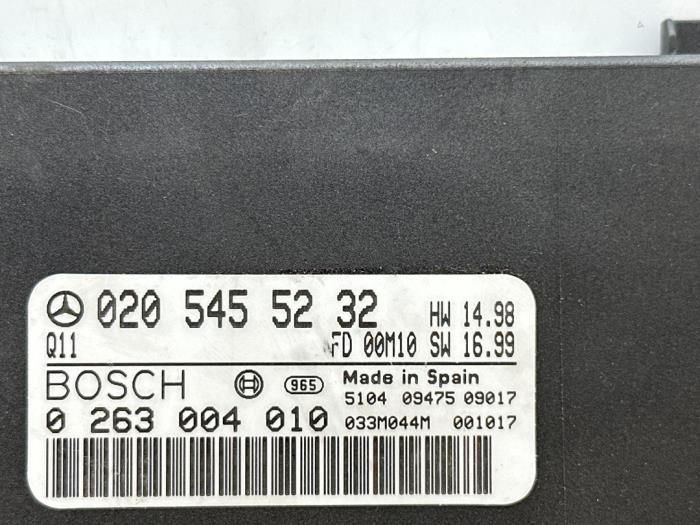 020 545 52 32 HW 14.98
Q11 FD 00M10 SW 16.99
BOSCH 965 Made in Spain
5104 09475 09017
0 263 004 010 033M044M 001017